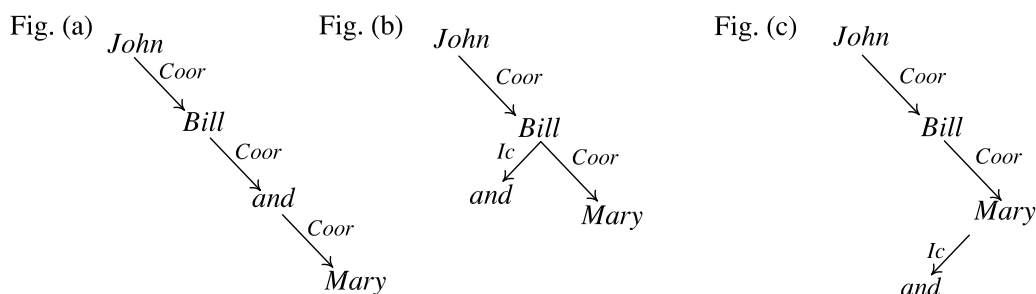 Fig. (a)
John
Coor
Bill
Coor
and
Coor
Mary
Fig. (b)
John
Coor
Bill
Ic
Coor
and
Mary
Fig. (c)
John
Coor
Bill
Coor
Mary
Ic
and